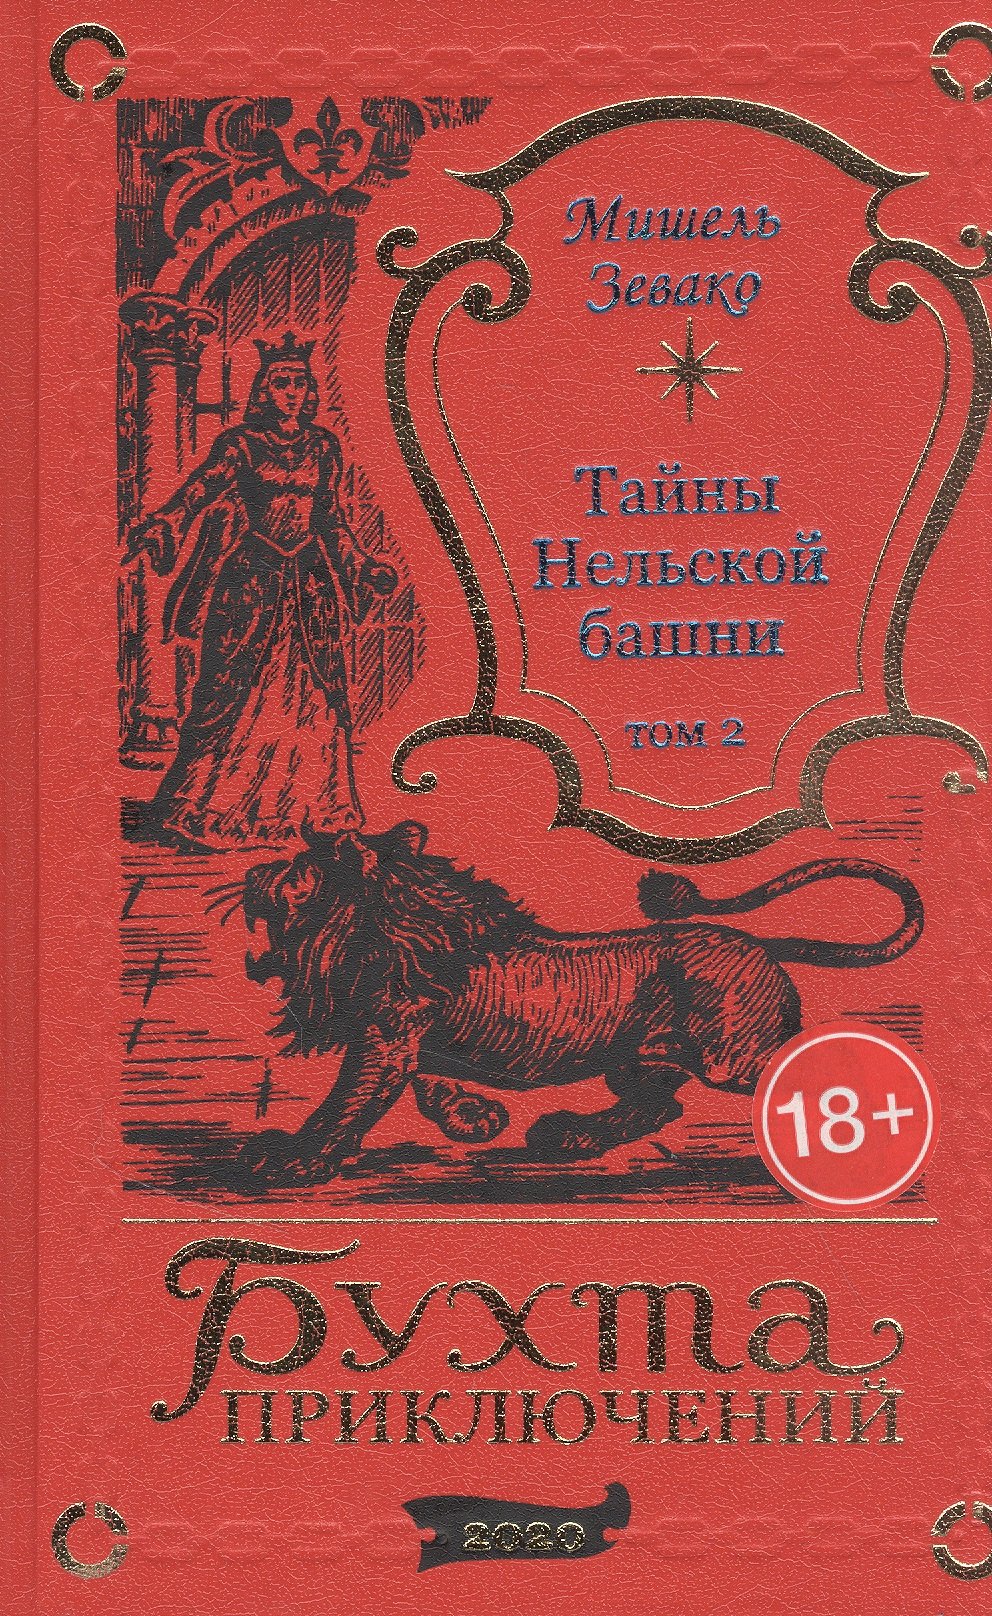 Мишель
Зевако
Тайны
Нельской
башни
том 2
18+
Бухта
ПРИКЛЮЧЕНИЙ
2020